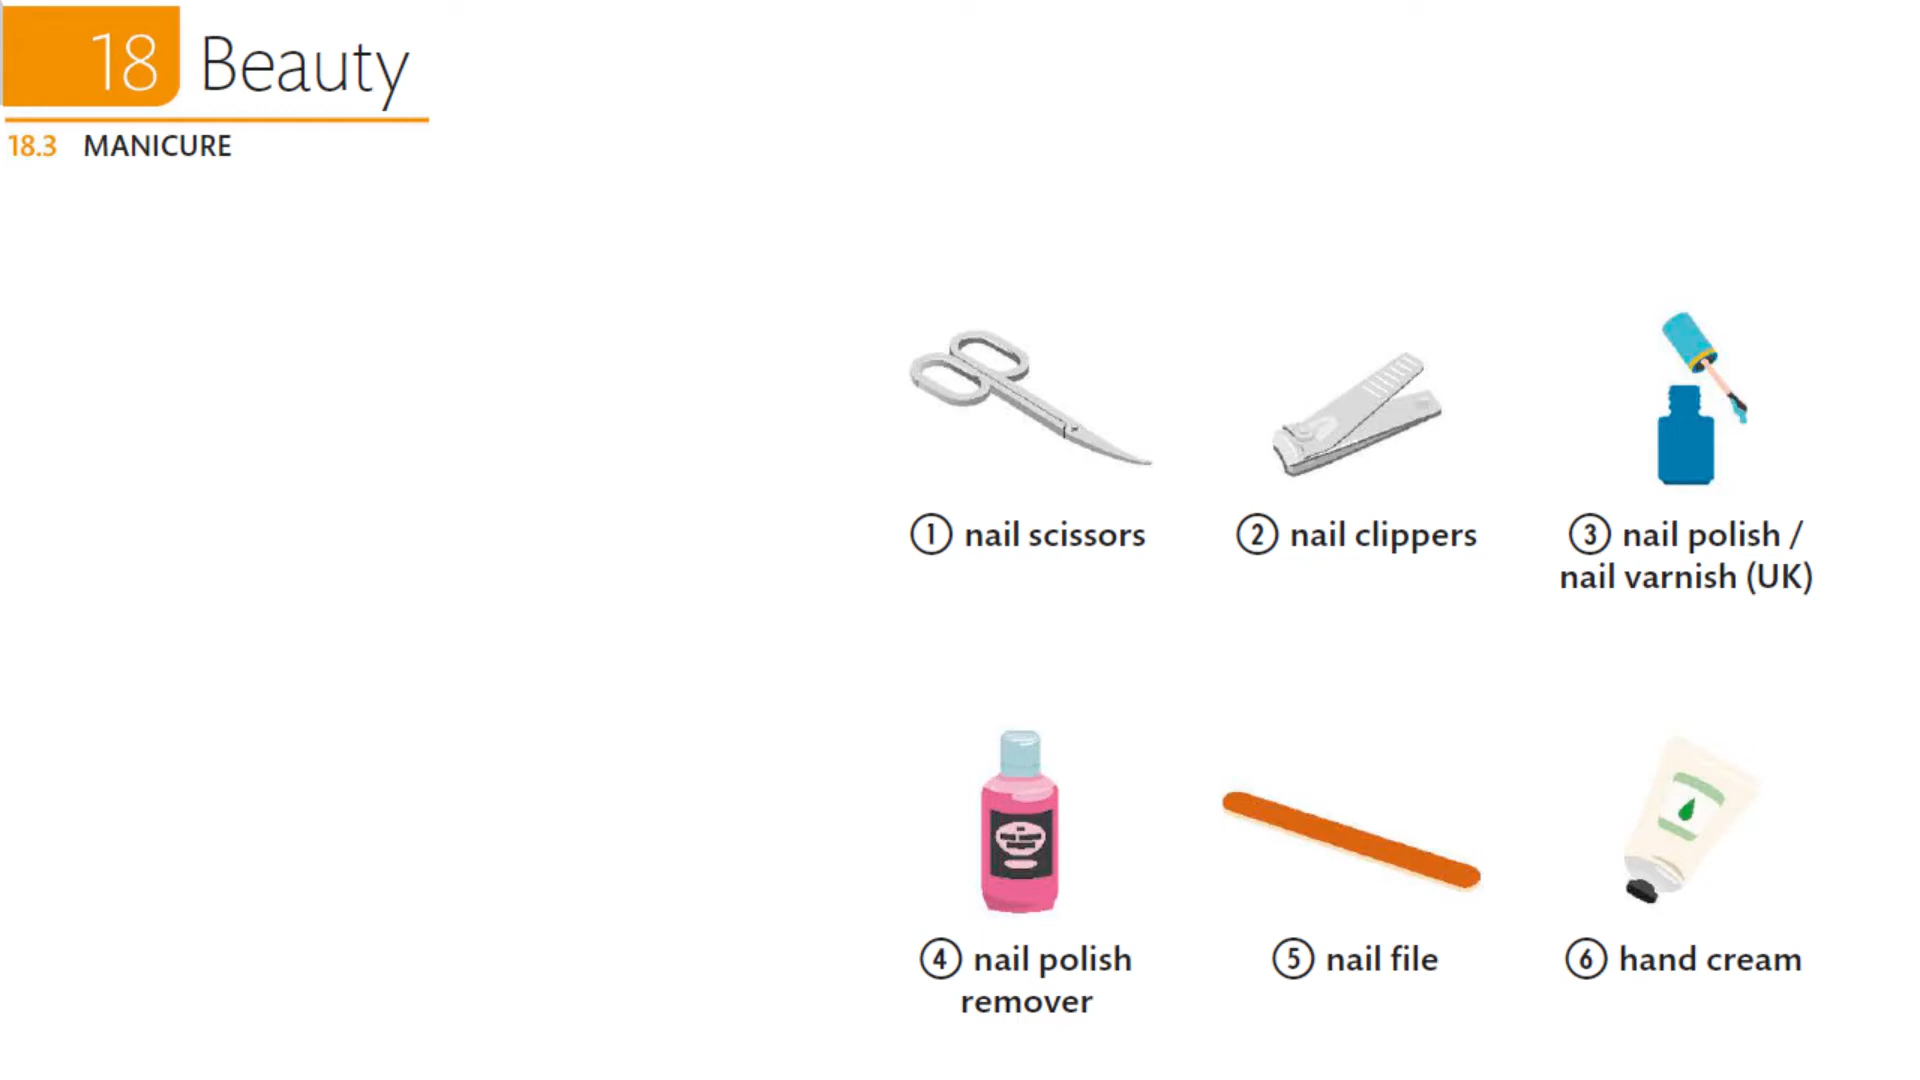 18 Beauty
18.3 MANICURE
① nail scissors
② nail clippers
③ nail polish /
nail varnish (UK)
④ nail polish
remover
⑤ nail file
⑥ hand cream